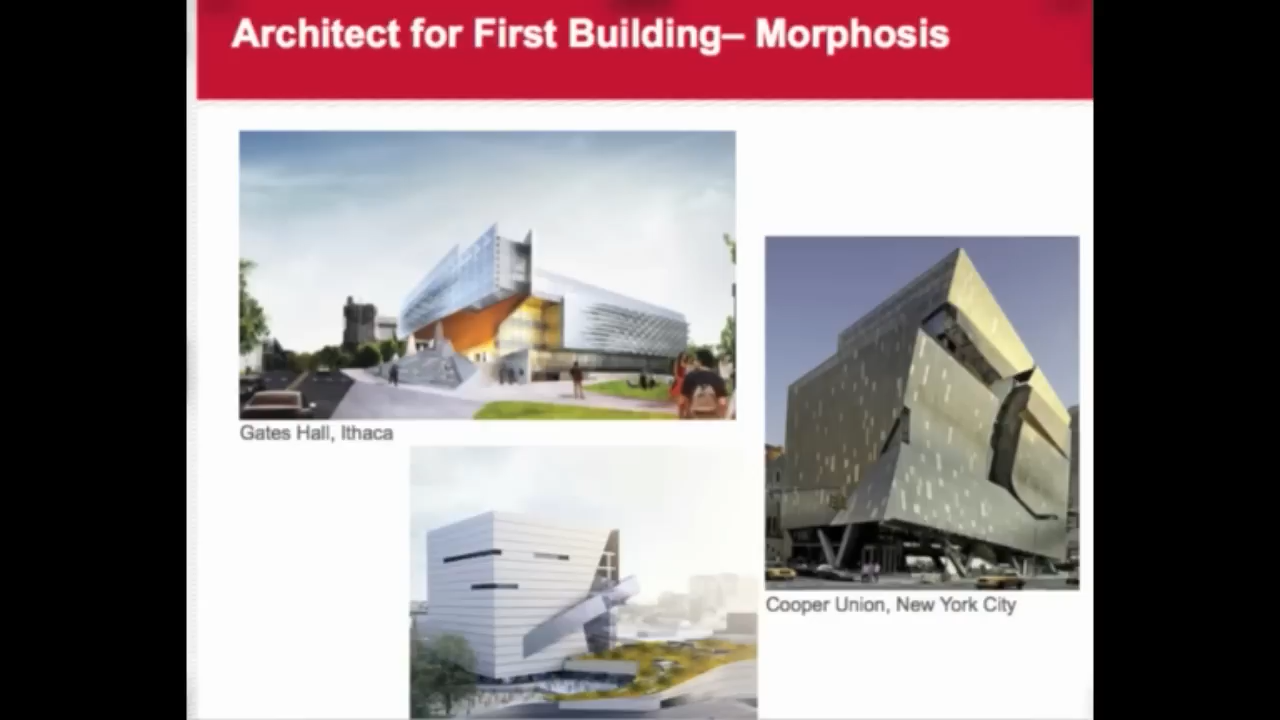 Architect for First Building– Morphosis
Gates Hall, Ithaca
Cooper Union, New York City